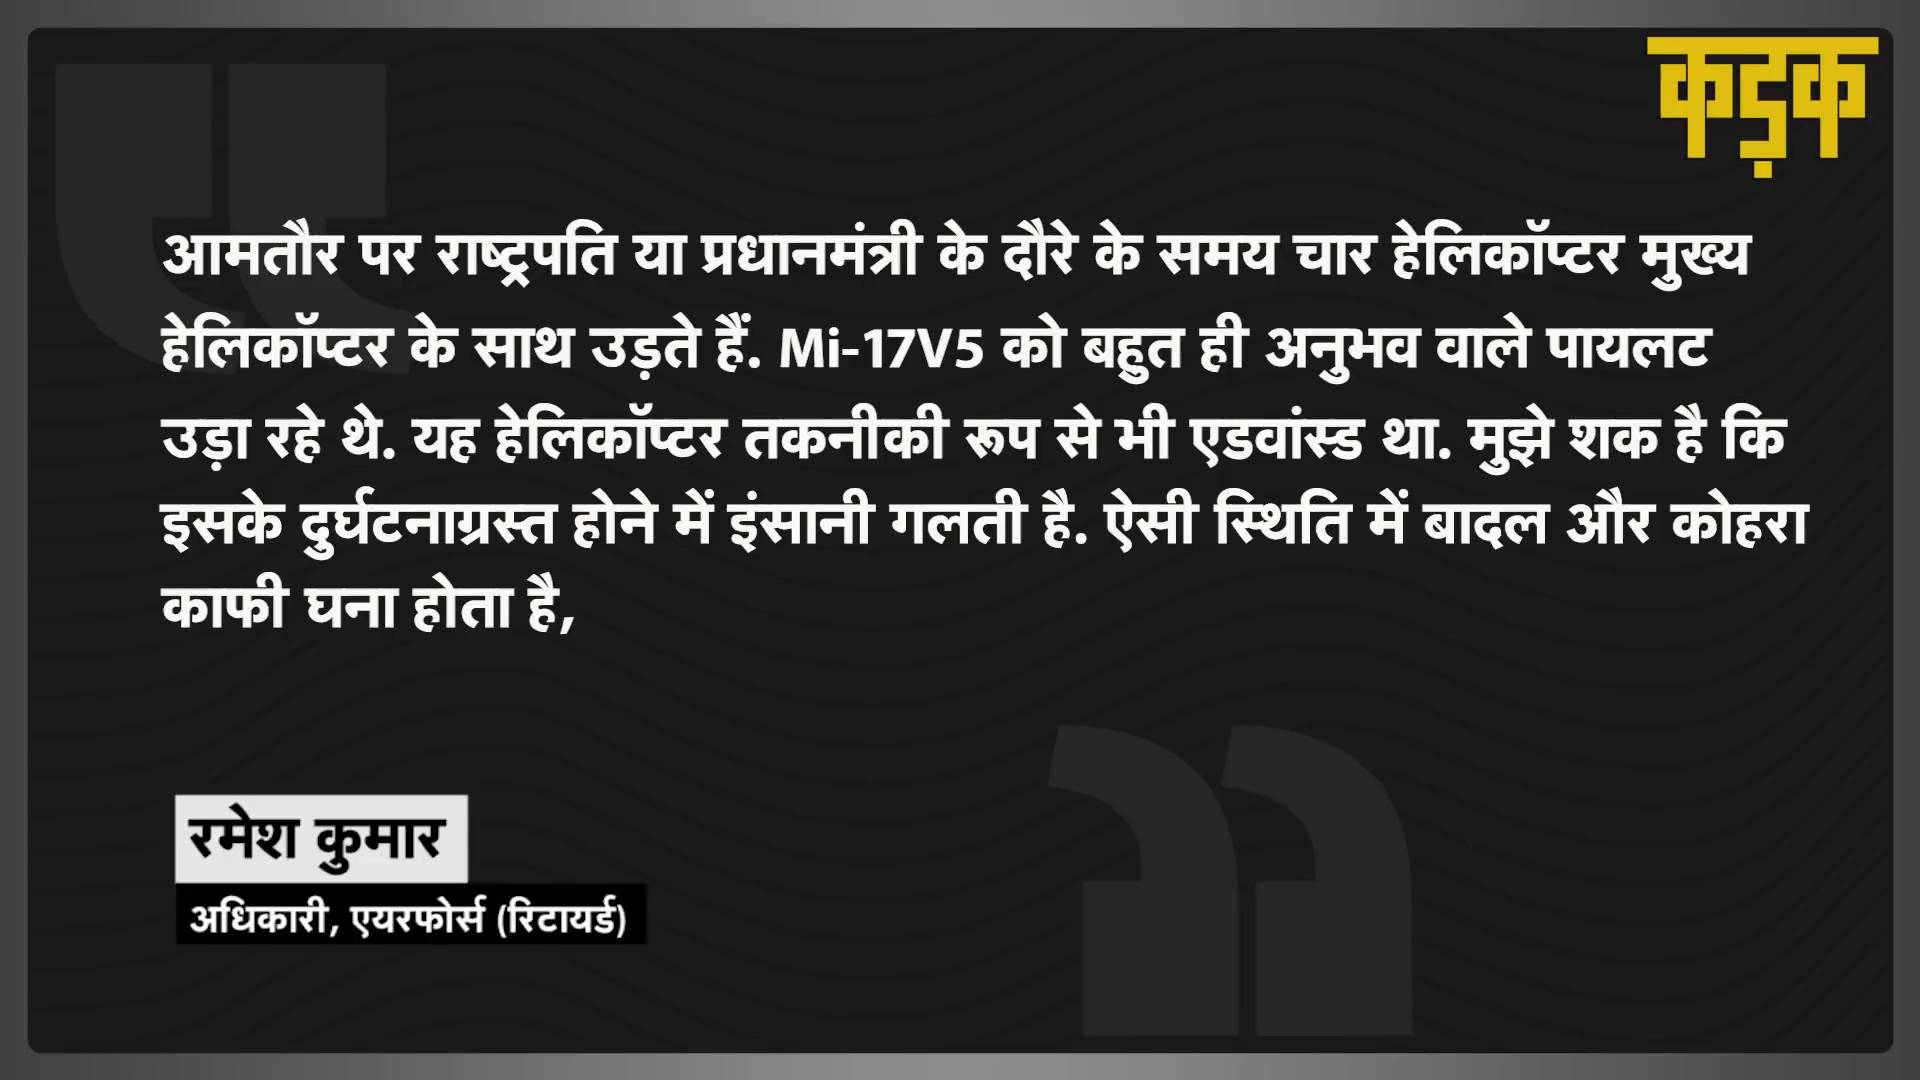 कड़क
आमतौर पर राष्ट्रपति या प्रधानमंत्री के दौरे के समय चार हेलिकॉप्टर मुख्य
हेलिकॉप्टर के साथ उड़ते हैं. Mi-17V5 को बहुत ही अनुभव वाले पायलट
उड़ा रहे थे. यह हेलिकॉप्टर तकनीकी रूप से भी एडवांस्ड था. मुझे शक है कि
इसके दुर्घटनाग्रस्त होने में इंसानी गलती है. ऐसी स्थिति में बादल और कोहरा
काफी घना होता है,
रमेश कुमार
अधिकारी, एयरफोर्स (रिटायर्ड)